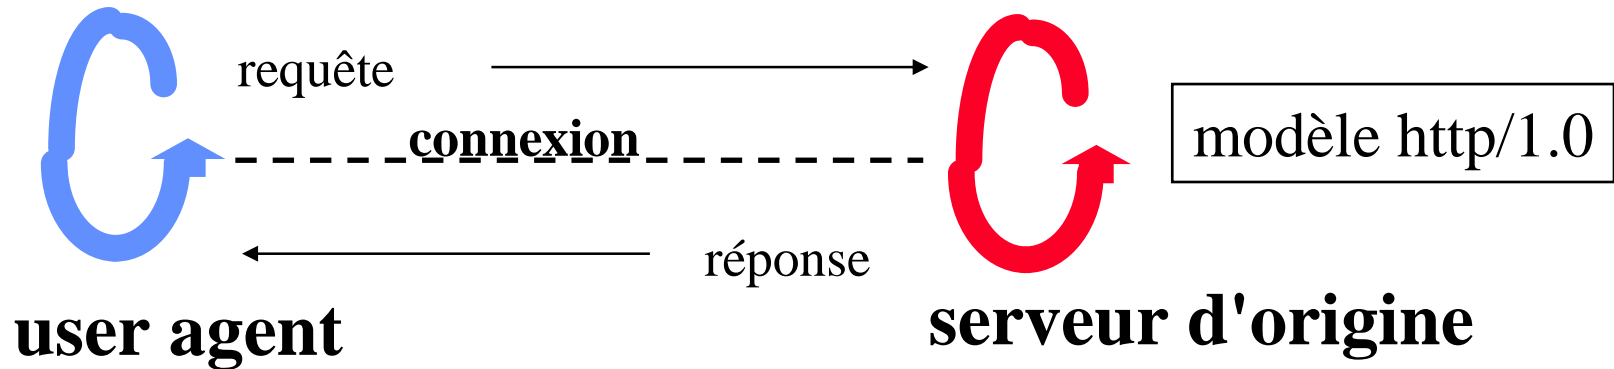 requête
connexion
modèle http/1.0
réponse
user agent
serveur d'origine